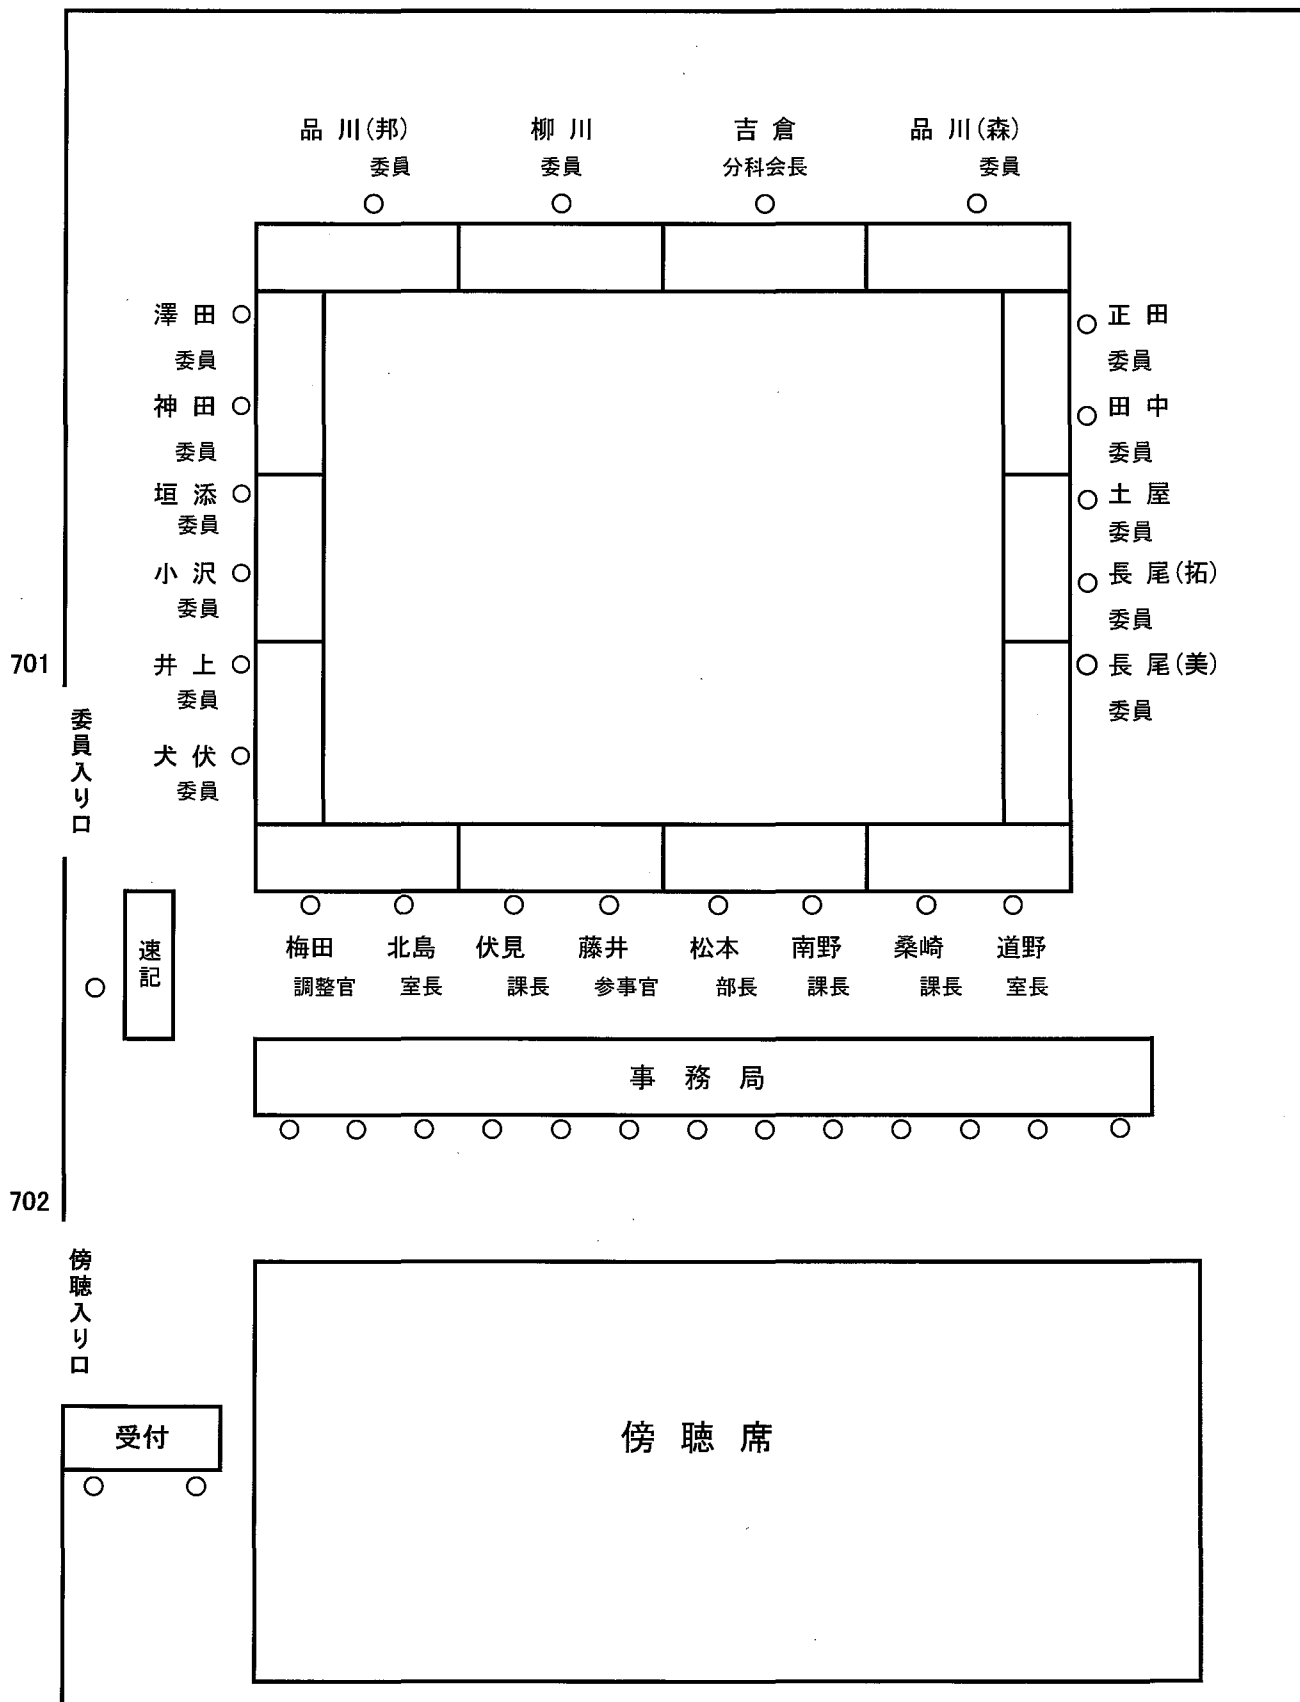 品川(邦) 柳川 吉倉 品川(森)
委員 委員 分科会長 委員
澤田 正田
委員 委員
神田 田中
委員 委員
垣添 土屋
委員 委員
小沢 長尾(拓)
委員 委員
701 井上 長尾(美)
委員 委員
委員入り口
犬伏
委員
速記
梅田 北島 伏見 藤井 松本 南野 桑崎 道野
調整官 室長 課長 参事官 部長 課長 課長 室長
事務局
702
傍聴入り口
受付
傍聴席